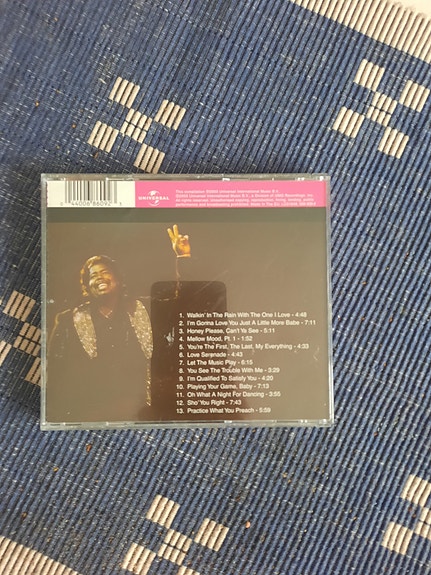 44006 86092
UNIVERSAL
1. Walkin' In The Rain With The One I Love - 4:48
2. I'm Gonna Love You Just A Little More Babe - 7:11
3. Honey Please, Can't Ya See - 5:11
4. Mellow Mood, Pt. 1 - 1:52
5. You're The First, The Last, My Everything - 4:33
6. Love Serenade - 4:43
7. Let The Music Play - 6:15
8. You See The Trouble With Me - 3:29
9. I'm Qualified To Satisfy You - 4:20
10. Playing Your Game, Baby - 7:13
11. Oh What A Night For Dancing - 3:55
12. Sho' You Right - 7:43
13. Practice What You Preach - 5:59